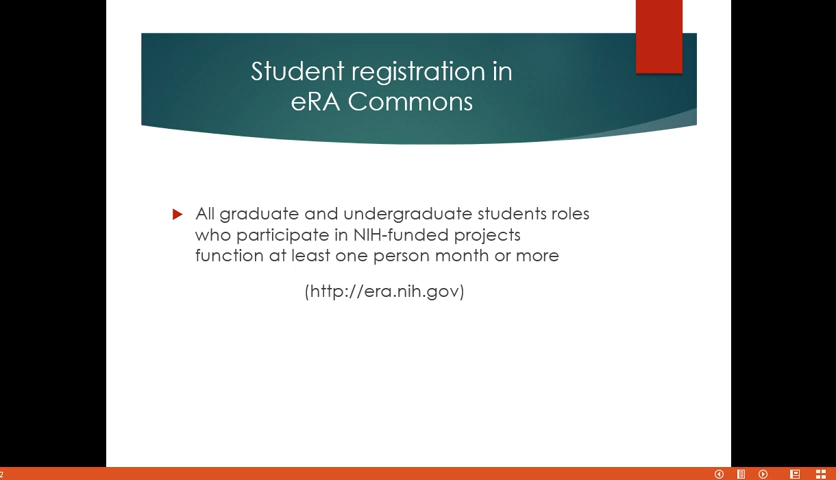 Student registration in
eRA Commons
All graduate and undergraduate students roles
who participate in NIH-funded projects
function at least one person month or more
(http://era.nih.gov)
2